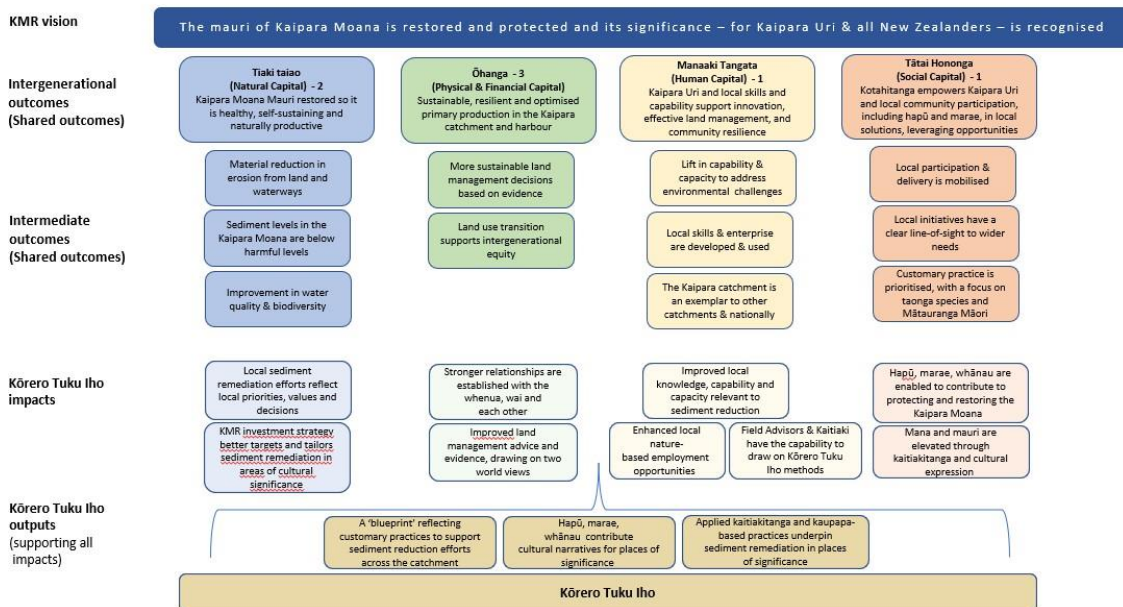 KMR vision
The mauri of Kaipara Moana is restored and protected and its significance – for Kaipara Uri & all New Zealanders – is recognised
Intergenerational
outcomes
(Shared outcomes)
Tiaki taiao
(Natural Capital) - 2
Kaipara Moana Mauri restored so it
is healthy, self-sustaining and
naturally productive
Ōhanga - 3
(Physical & Financial Capital)
Sustainable, resilient and optimised
primary production in the Kaipara
catchment and harbour
Manaaki Tangata
(Human Capital) - 1
Kaipara Uri and local skills and
capability support innovation,
effective land management, and
community resilience
Tātai Hononga
(Social Capital) - 1
Kotahitanga empowers Kaipara Uri
and local community participation,
including hapū and marae, in local
solutions, leveraging opportunities
Intermediate
outcomes
(Shared outcomes)
Material reduction in
erosion from land and
waterways
Sediment levels in the
Kaipara Moana are below
harmful levels
Improvement in water
quality & biodiversity
More sustainable land
management decisions
based on evidence
Land use transition
supports intergenerational
equity
Lift in capability &
capacity to address
environmental challenges
Local skills & enterprise
are developed & used
The Kaipara catchment is
an exemplar to other
catchments & nationally
Local participation &
delivery is mobilised
Local initiatives have a
clear line-of-sight to wider
needs
Customary practice is
prioritised, with a focus on
taonga species and
Mātauranga Māori
Kōrero Tuku Iho
impacts
Local sediment
remediation efforts reflect
local priorities, values and
decisions
KMR investment strategy
better targets and tailors
sediment remediation in
areas of cultural
significance
Stronger relationships are
established with the
whenua, wai and
each other
Improved land
management advice and
evidence, drawing on two
world views
Improved local
knowledge, capability and
capacity relevant to
sediment reduction
Enhanced local
nature-
based employment
opportunities
Field Advisors & Kaitiaki
have the capability to
draw on Kōrero Tuku
Iho methods
Hapū, marae, whānau are
enabled to contribute to
protecting and restoring the
Kaipara Moana
Mana and mauri are
elevated through
kaitiakitanga and cultural
expression
Kōrero Tuku Iho
outputs
(supporting all
impacts)
A 'blueprint' reflecting
customary practices to support
sediment reduction efforts
across the catchment
Hapū, marae,
whānau contribute
cultural narratives for places of
significance
Applied kaitiakitanga and kaupapa-
based practices underpin
sediment remediation in places
of significance
Kōrero Tuku Iho